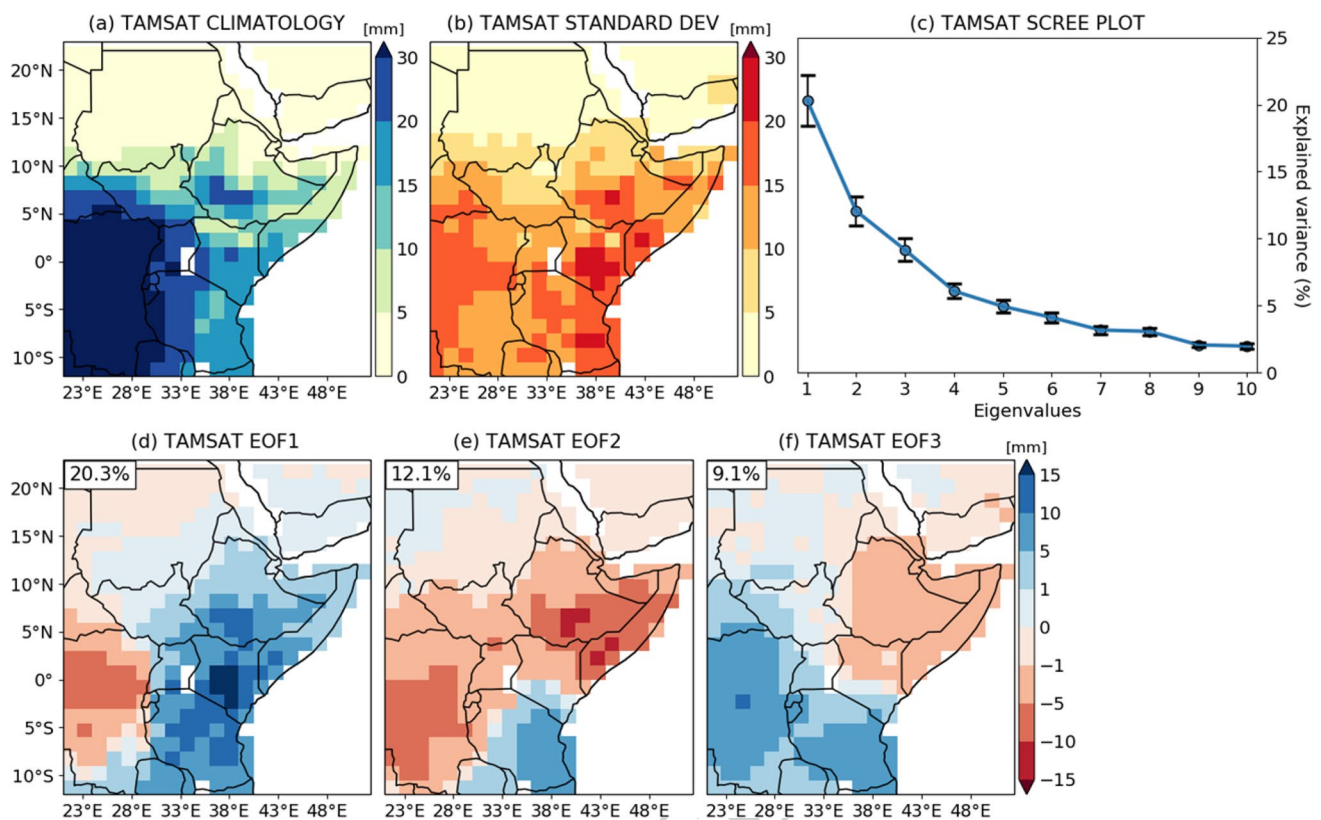 (a) TAMSAT CLIMATOLOGY [mm]
(b) TAMSAT STANDARD DEV [mm]
(c) TAMSAT SCREE PLOT
20°N
15°N
10°N
5°N
0°
5°S
10°S
23°E 28°E 33°E 38°E 43°E 48°E
30
20
15
10
5
0
23°E 28°E 33°E 38°E 43°E 48°E
30
20
15
10
5
0
25
20
15
10
5
0
Explained variance (%)
1 2 3 4 5 6 7 8 9 10
Eigenvalues
(d) TAMSAT EOF1
(e) TAMSAT EOF2
(f) TAMSAT EOF3
[mm]
20.3%
12.1%
9.1%
20°N
15°N
10°N
5°N
0°
5°S
10°S
23°E 28°E 33°E 38°E 43°E 48°E
23°E 28°E 33°E 38°E 43°E 48°E
23°E 28°E 33°E 38°E 43°E 48°E
15
10
5
1
0
−1
−5
−10
−15